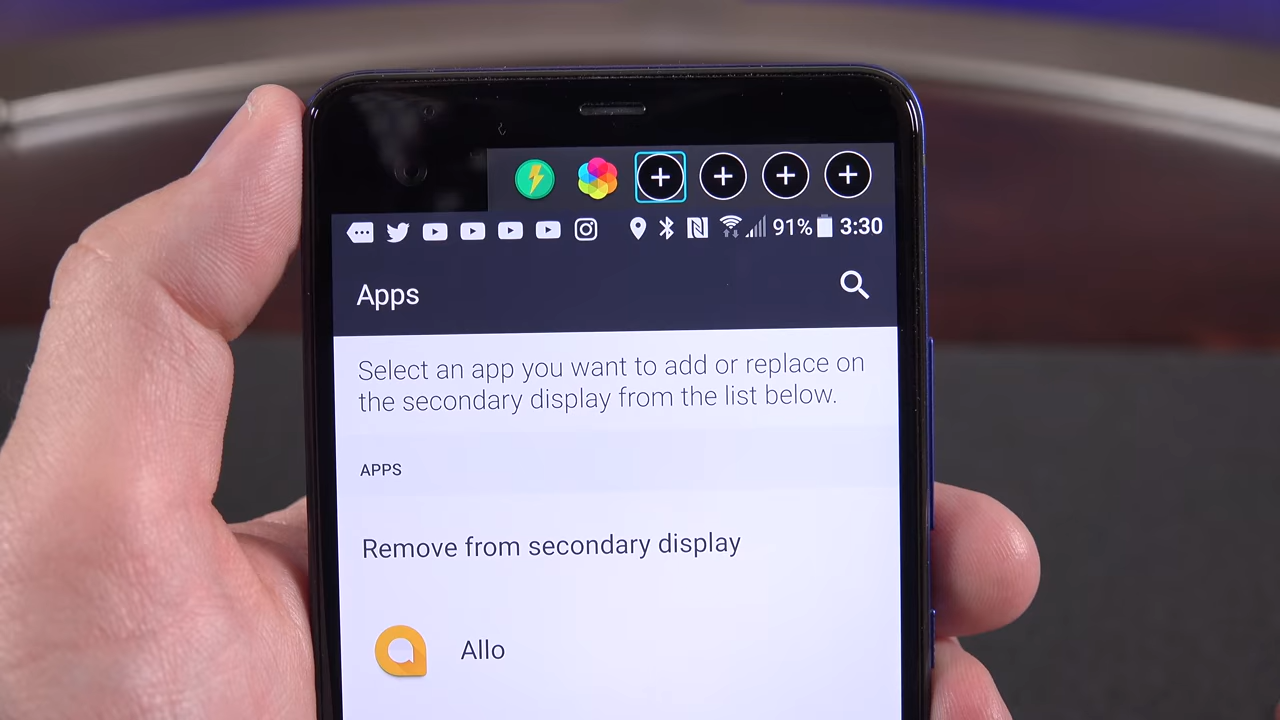 91% 3:30
Apps
Select an app you want to add or replace on
the secondary display from the list below.
APPS
Remove from secondary display
Allo